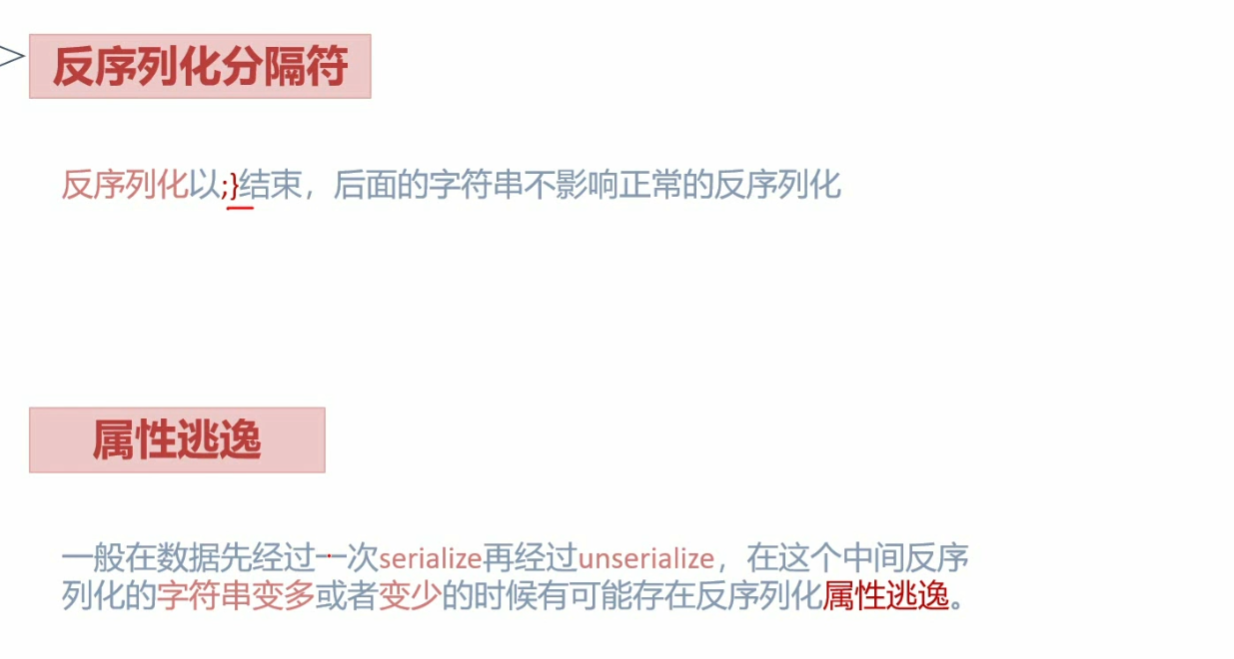 反序列化分隔符
反序列化以;}结束，后面的字符串不影响正常的反序列化
属性逃逸
一般在数据先经过一次serialize再经过unserialize，在这个中间反序
列化的字符串变多或者变少的时候有可能存在反序列化属性逃逸。